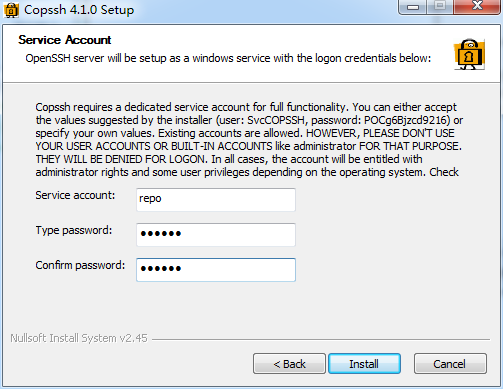 Copssh 4.1.0 Setup
Service Account
OpenSSH server will be setup as a windows service with the logon credentials below:
Copssh requires a dedicated service account for full functionality. You can either accept
the values suggested by the installer (user: SvcCOPSSH, password: POCg6Bjzcd9216) or
specify your own values. Existing accounts are allowed. HOWEVER, PLEASE DON'T USE
YOUR USER ACCOUNTS OR BUILT-IN ACCOUNTS like administrator FOR THAT PURPOSE.
THEY WILL BE DENIED FOR LOGON. In all cases, the account will be entitled with
administrator rights and some user privileges depending on the operating system. Check
Service account: repo
Type password: ●●●●●●
Confirm password: ●●●●●●
Nullsoft Install System v2.45
< Back Install Cancel